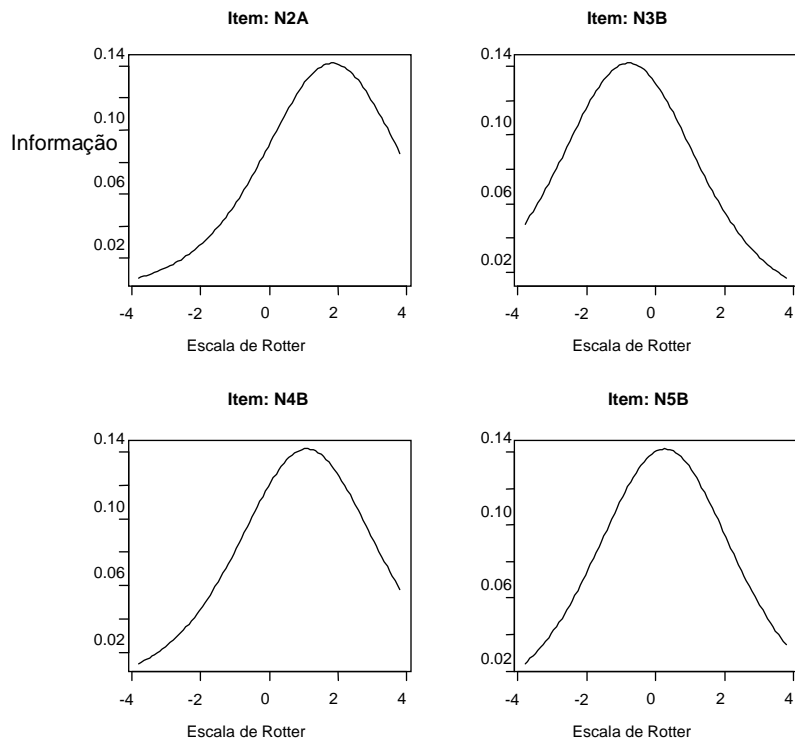 Item: N2A
0.14
0.10
Informação
0.06
0.02
-4 -2 0 2 4
Escala de Rotter
Item: N3B
0.14
0.10
0.06
0.02
-4 -2 0 2 4
Escala de Rotter
Item: N4B
0.14
0.10
0.06
0.02
-4 -2 0 2 4
Escala de Rotter
Item: N5B
0.14
0.10
0.06
0.02
-4 -2 0 2 4
Escala de Rotter